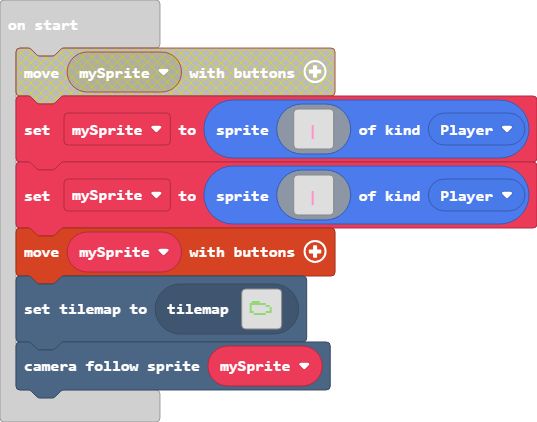 on start
move mySprite with buttons
set mySprite to sprite of kind Player
set mySprite to sprite of kind Player
move mySprite with buttons
set tilemap to tilemap
camera follow sprite mySprite